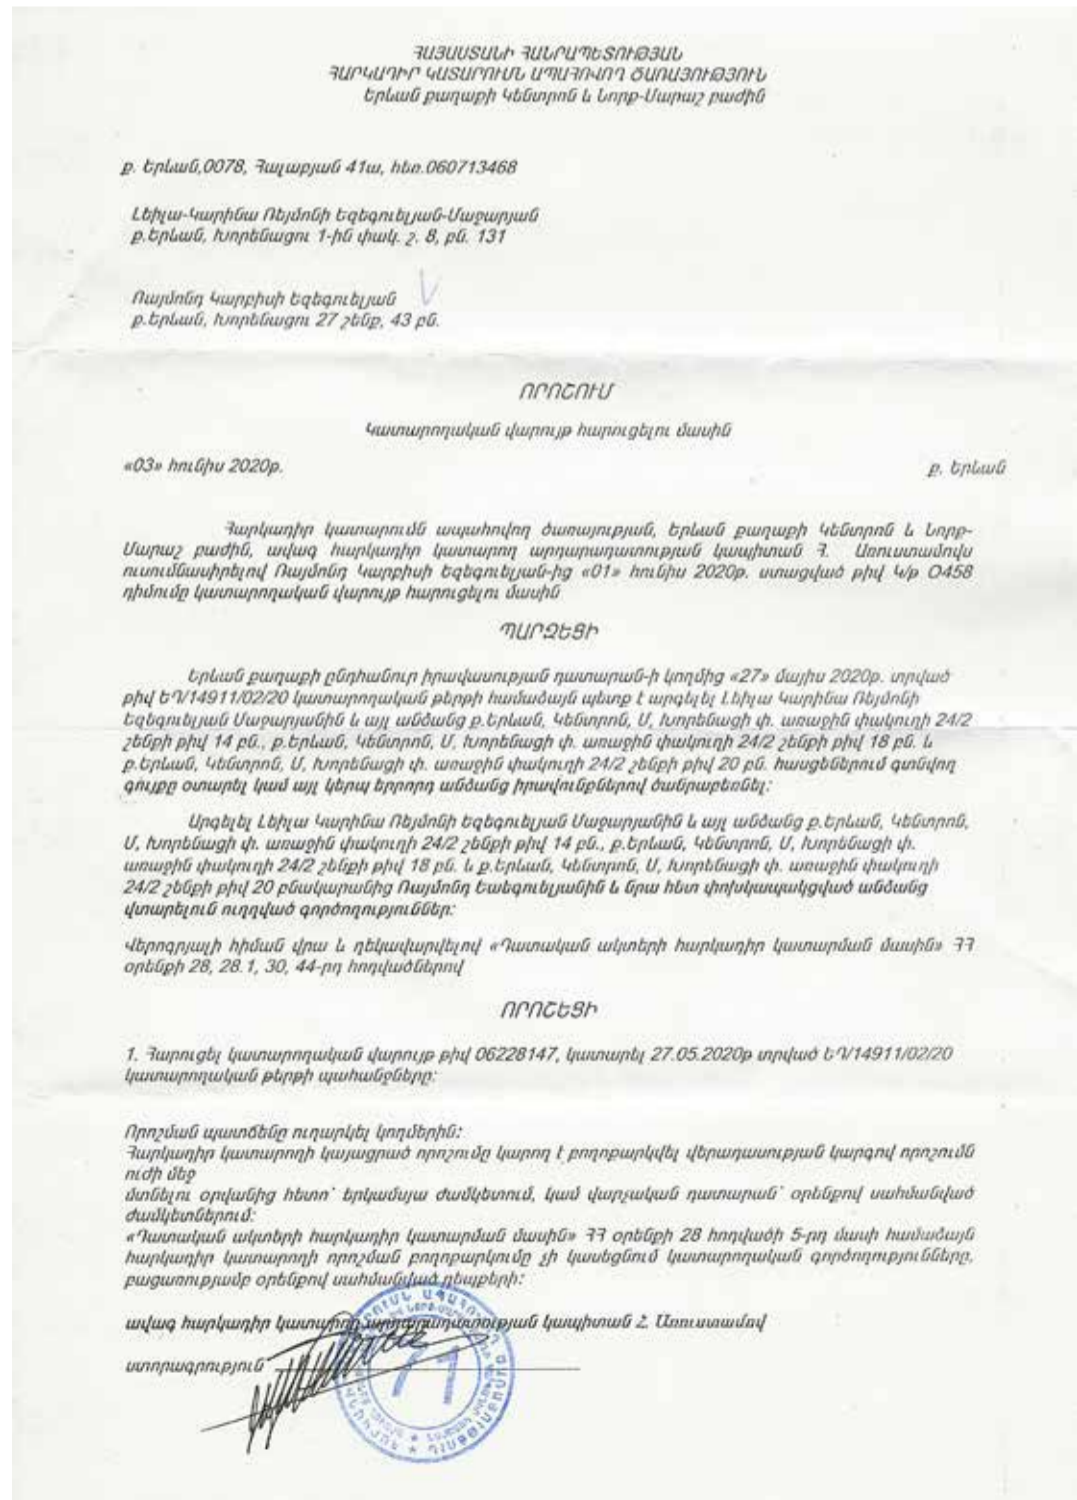 ՀԱՅԱՍՏԱՆԻ ՀԱՆՐԱՊԵՏՈՒԹՅԱՆ
ՀԱՐԿԱԴԻՐ ԿԱՏԱՐՈՒՄՆ ԱՊԱՀՈՎՈՂ ԾԱՌԱՅՈՒԹՅՈՒՆ
Երևան քաղաքի Կենտրոն և Նորք-Մարաշ բաժին
ք. Երևան,0078, Հալաբյան 41ա, հեռ.060713468
Լեիլա-Կարինա Ռեյմոնի Եզեգուելյան-Մաջարյան
ք.Երևան, Խորենացու 1-ին փակ. շ. 8, բն. 131
Ռայմոնդ Կարբիսի Եզեգուելյան
ք.Երևան, Խորենացու 27 շենք, 43 բն.
ՈՐՈՇՈՒՄ
Կատարողական վարույթ հարուցելու մասին
«03» հունիս 2020թ.
ք. Երևան
Հարկադիր կատարումն ապահովող ծառայության, Երևան քաղաքի Կենտրոն և Նորք-
Մարաշ բաժին, ավագ հարկադիր կատարող արդարադատության կապիտան Հ. Առուստամովս
ուսումնասիրելով Ռայմոնդ Կարբիսի Եզեգուելյան-ից «01» հունիս 2020թ. ստացված թիվ Կ/բ Օ458
դիմումը կատարողական վարույթ հարուցելու մասին
ՊԱՐԶԵՑԻ
Երևան քաղաքի ընդհանուր իրավասության դատարան-ի կողմից «27» մայիս 2020թ. տրված
թիվ ԵԴ/14911/02/20 կատարողական թերթի համաձայն պետք է արգելել Լեիլա Կարինա Ռեյմոնի
Եզեգուելյան Մաջարյանին և այլ անձանց ք.Երևան, Կենտրոն, Մ, Խորենացի փ. առաջին փակուղի 24/2
շենքի թիվ 14 բն., ք.Երևան, Կենտրոն, Մ, Խորենացի փ. առաջին փակուղի 24/2 շենքի թիվ 18 բն. և
ք.Երևան, Կենտրոն, Մ, Խորենացի փ. առաջին փակուղի 24/2 շենքի թիվ 20 բն. հասցեներում գտնվող
գույքը օտարել կամ այլ կերպ երրորդ անձանց իրավունքներով ծանրաբեռնել:
Արգելել Լեիլա Կարինա Ռեյմոնի Եզեգուելյան Մաջարյանին և այլ անձանց ք.Երևան, Կենտրոն,
Մ, Խորենացի փ. առաջին փակուղի 24/2 շենքի թիվ 14 բն., ք.Երևան, Կենտրոն, Մ, Խորենացի փ.
առաջին փակուղի 24/2 շենքի թիվ 18 բն. և ք.Երևան, Կենտրոն, Մ, Խորենացի փ. առաջին փակուղի
24/2 շենքի թիվ 20 բնակարանից Ռայմոնդ Եաեգուելյանին և նրա հետ փոխկապակցված անձանց
վտարելուն ուղղված գործողություններ:
Վերոգրյալի հիման վրա և ղեկավարվելով «Դատական ակտերի հարկադիր կատարման մասին» ՀՀ
օրենքի 28, 28.1, 30, 44-րդ հոդվածներով
ՈՐՈՇԵՑԻ
1. Հարուցել կատարողական վարույթ թիվ 06228147, կատարել 27.05.2020թ տրված ԵԴ/14911/02/20
կատարողական թերթի պահանջները:
Որոշման պատճենը ուղարկել կողմերին:
Հարկադիր կատարողի կայացրած որոշումը կարող է բողոքարկվել վերադասության կարգով որոշումն
ուժի մեջ
մտնելու օրվանից հետո՝ երկամսյա ժամկետում, կամ վարչական դատարան՝ օրենքով սահմանված
ժամկետներում:
«Դատական ակտերի հարկադիր կատարման մասին» ՀՀ օրենքի 28 հոդվածի 5-րդ մասի համաձայն
հարկադիր կատարողի որոշման բողոքարկումը չի կասեցնում կատարողական գործողությունները,
բացառությամբ օրենքով սահմանված դեպքերի:
ավագ հարկադիր կատարող արդարադատության կապիտան Հ. Առուստամով
ստորագրություն
71